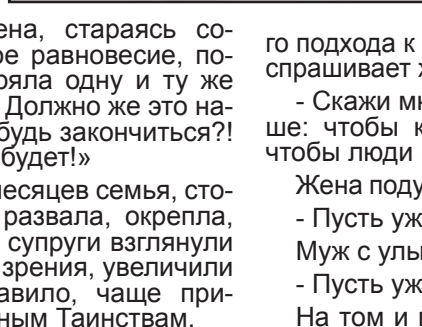 ена, стараясь со-
ое равновесие, по-
ряла одну и ту же
Должно же это на-
будь закончиться?!
будет!»
месяцев семья, сто-
развала, окрепла,
супруги взглянули
зрения, увеличили
авило, чаще при-
ным Таинствам.
го подхода к
спрашивает
- Скажи
ше: чтобы
чтобы люди
Жена поду
- Пусть уж
Муж с улы
- Пусть уж
На том и